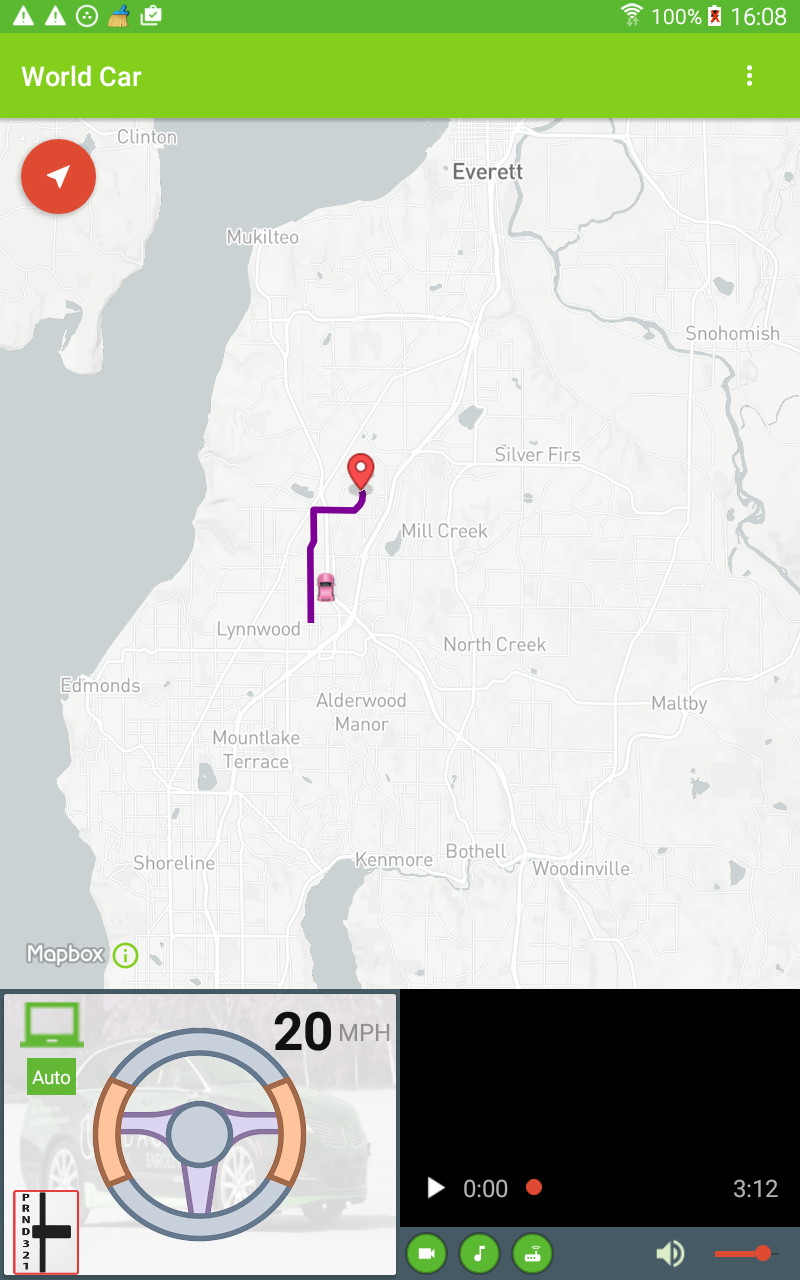 100% 16:08
World Car
Clinton
Everett
Mukilteo
Snohomish
Silver Firs
Mill Creek
Lynnwood
North Creek
Edmonds
Alderwood
Manor
Maltby
Mountlake
Terrace
Shoreline
Kenmore
Bothell
Woodinville
Mapbox
20 MPH
Auto
P
R
N
D
3
2
1
0:00
3:12